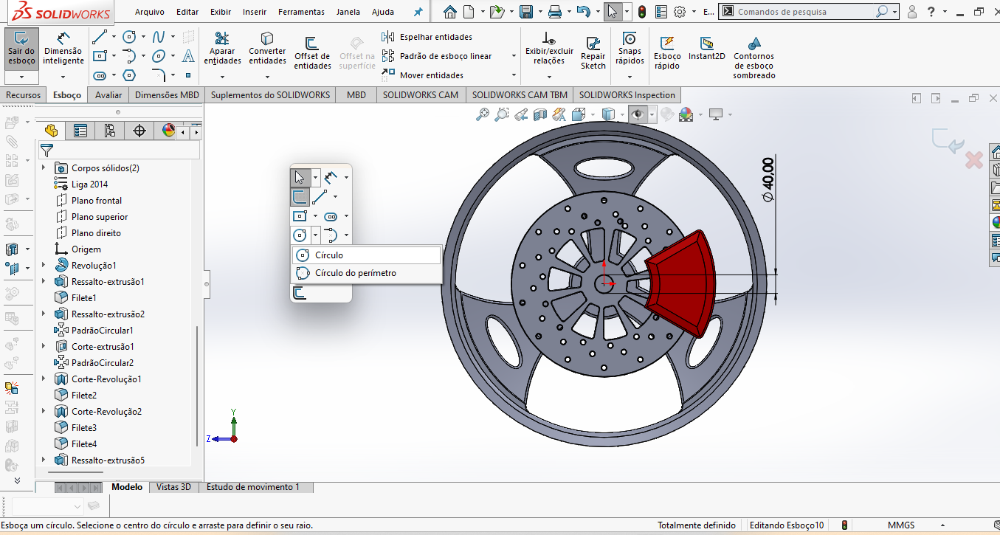 SOLIDWORKS
Arquivo Editar Exibir Inserir Ferramentas Janela Ajuda
E...
Comandos de pesquisa
?
Sair do esboço
Dimensão inteligente
Aparar entidades
Converter entidades
Offset de entidades
Offset na superfície
Espelhar entidades
Padrão de esboço linear
Mover entidades
Exibir/excluir relações
Repair Sketch
Snaps rápidos
Esboço rápido
Instant2D
Contornos de esboço sombreado
Recursos Esboço Avaliar Dimensões MBD Suplementos do SOLIDWORKS MBD SOLIDWORKS CAM SOLIDWORKS CAM TBM SOLIDWORKS Inspection
Corpos sólidos(2)
Liga 2014
Plano frontal
Plano superior
Plano direito
Origem
Revolução1
Ressalto-extrusão1
Filete1
Ressalto-extrusão2
PadrãoCircular1
Corte-extrusão1
PadrãoCircular2
Corte-Revolução1
Filete2
Corte-Revolução2
Filete3
Filete4
Ressalto-extrusão5
Círculo
Círculo do perímetro
Ø 40,00
Y
Z
Modelo Vistas 3D Estudo de movimento 1
Esboça um círculo. Selecione o centro do círculo e arraste para definir o seu raio.
Totalmente definido Editando Esboço10 MMGS